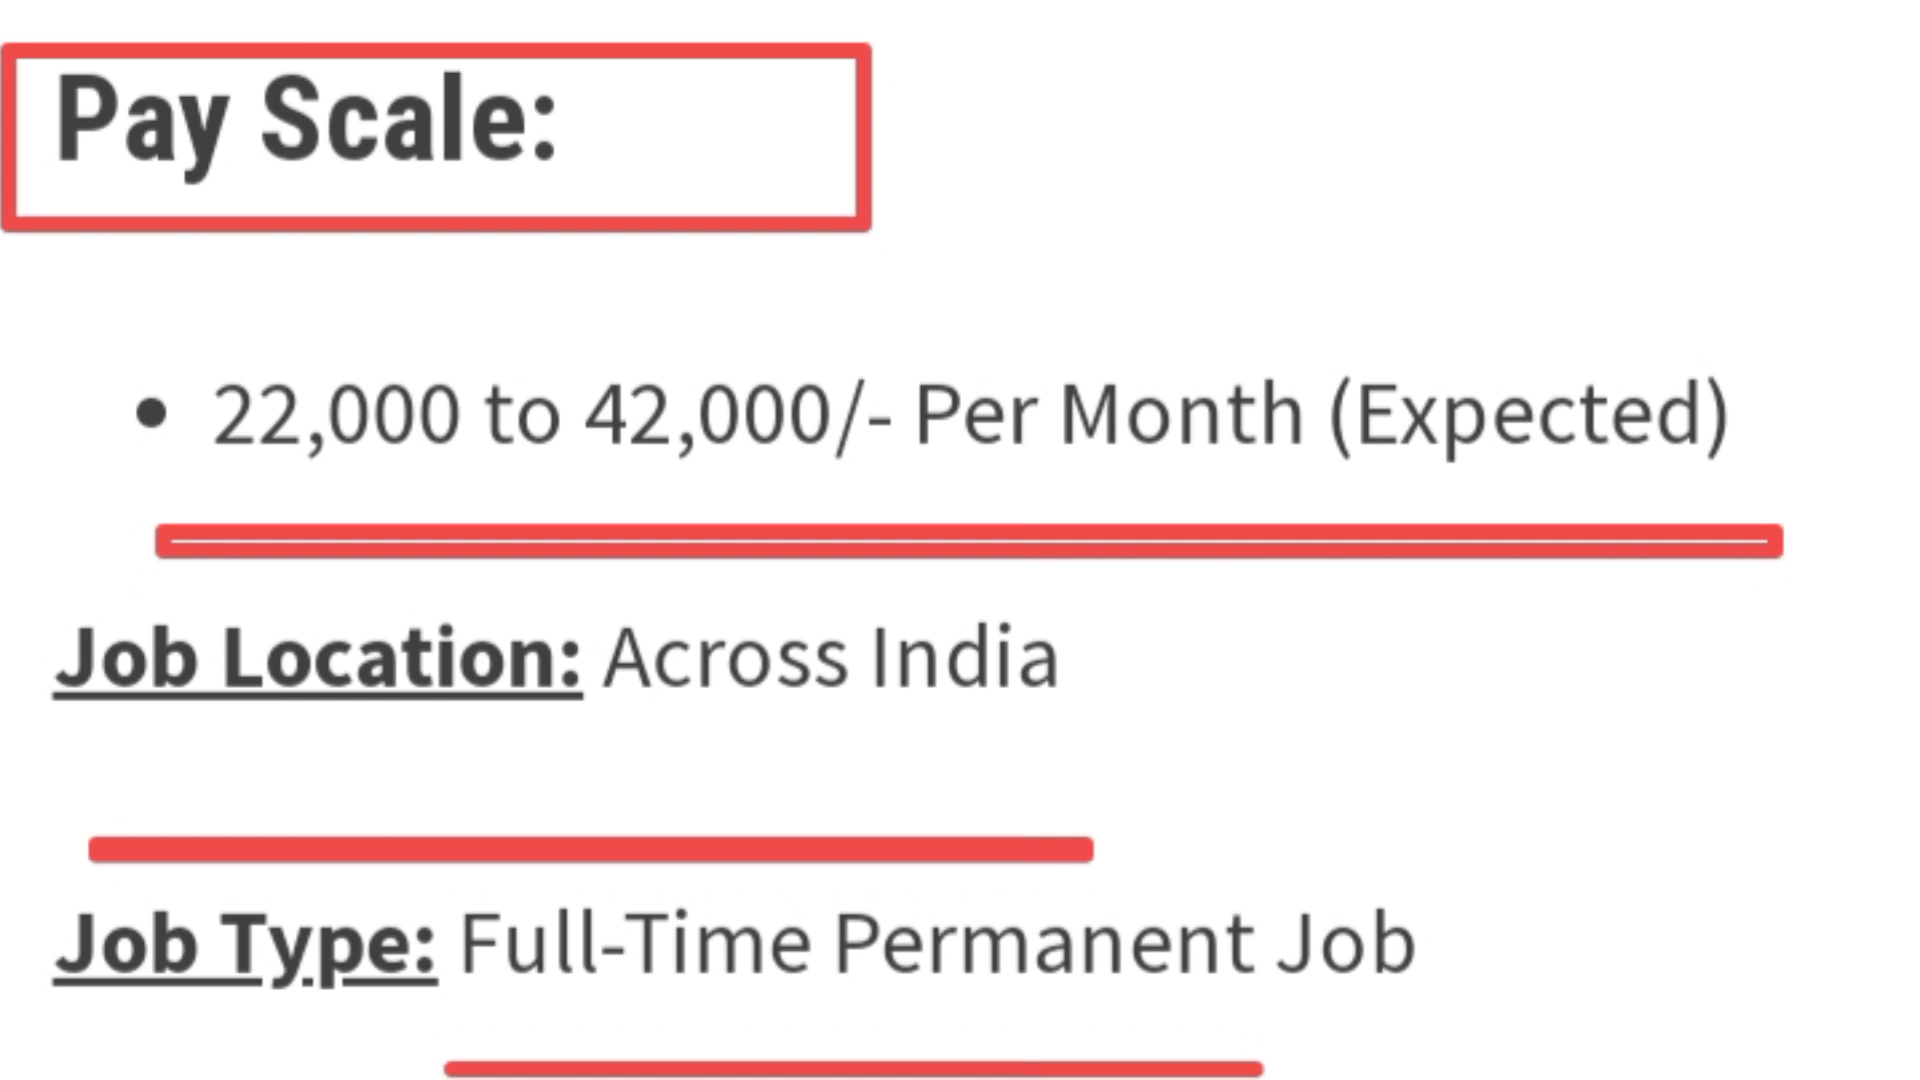 Pay Scale:
• 22,000 to 42,000/- Per Month (Expected)
Job Location: Across India
Job Type: Full-Time Permanent Job